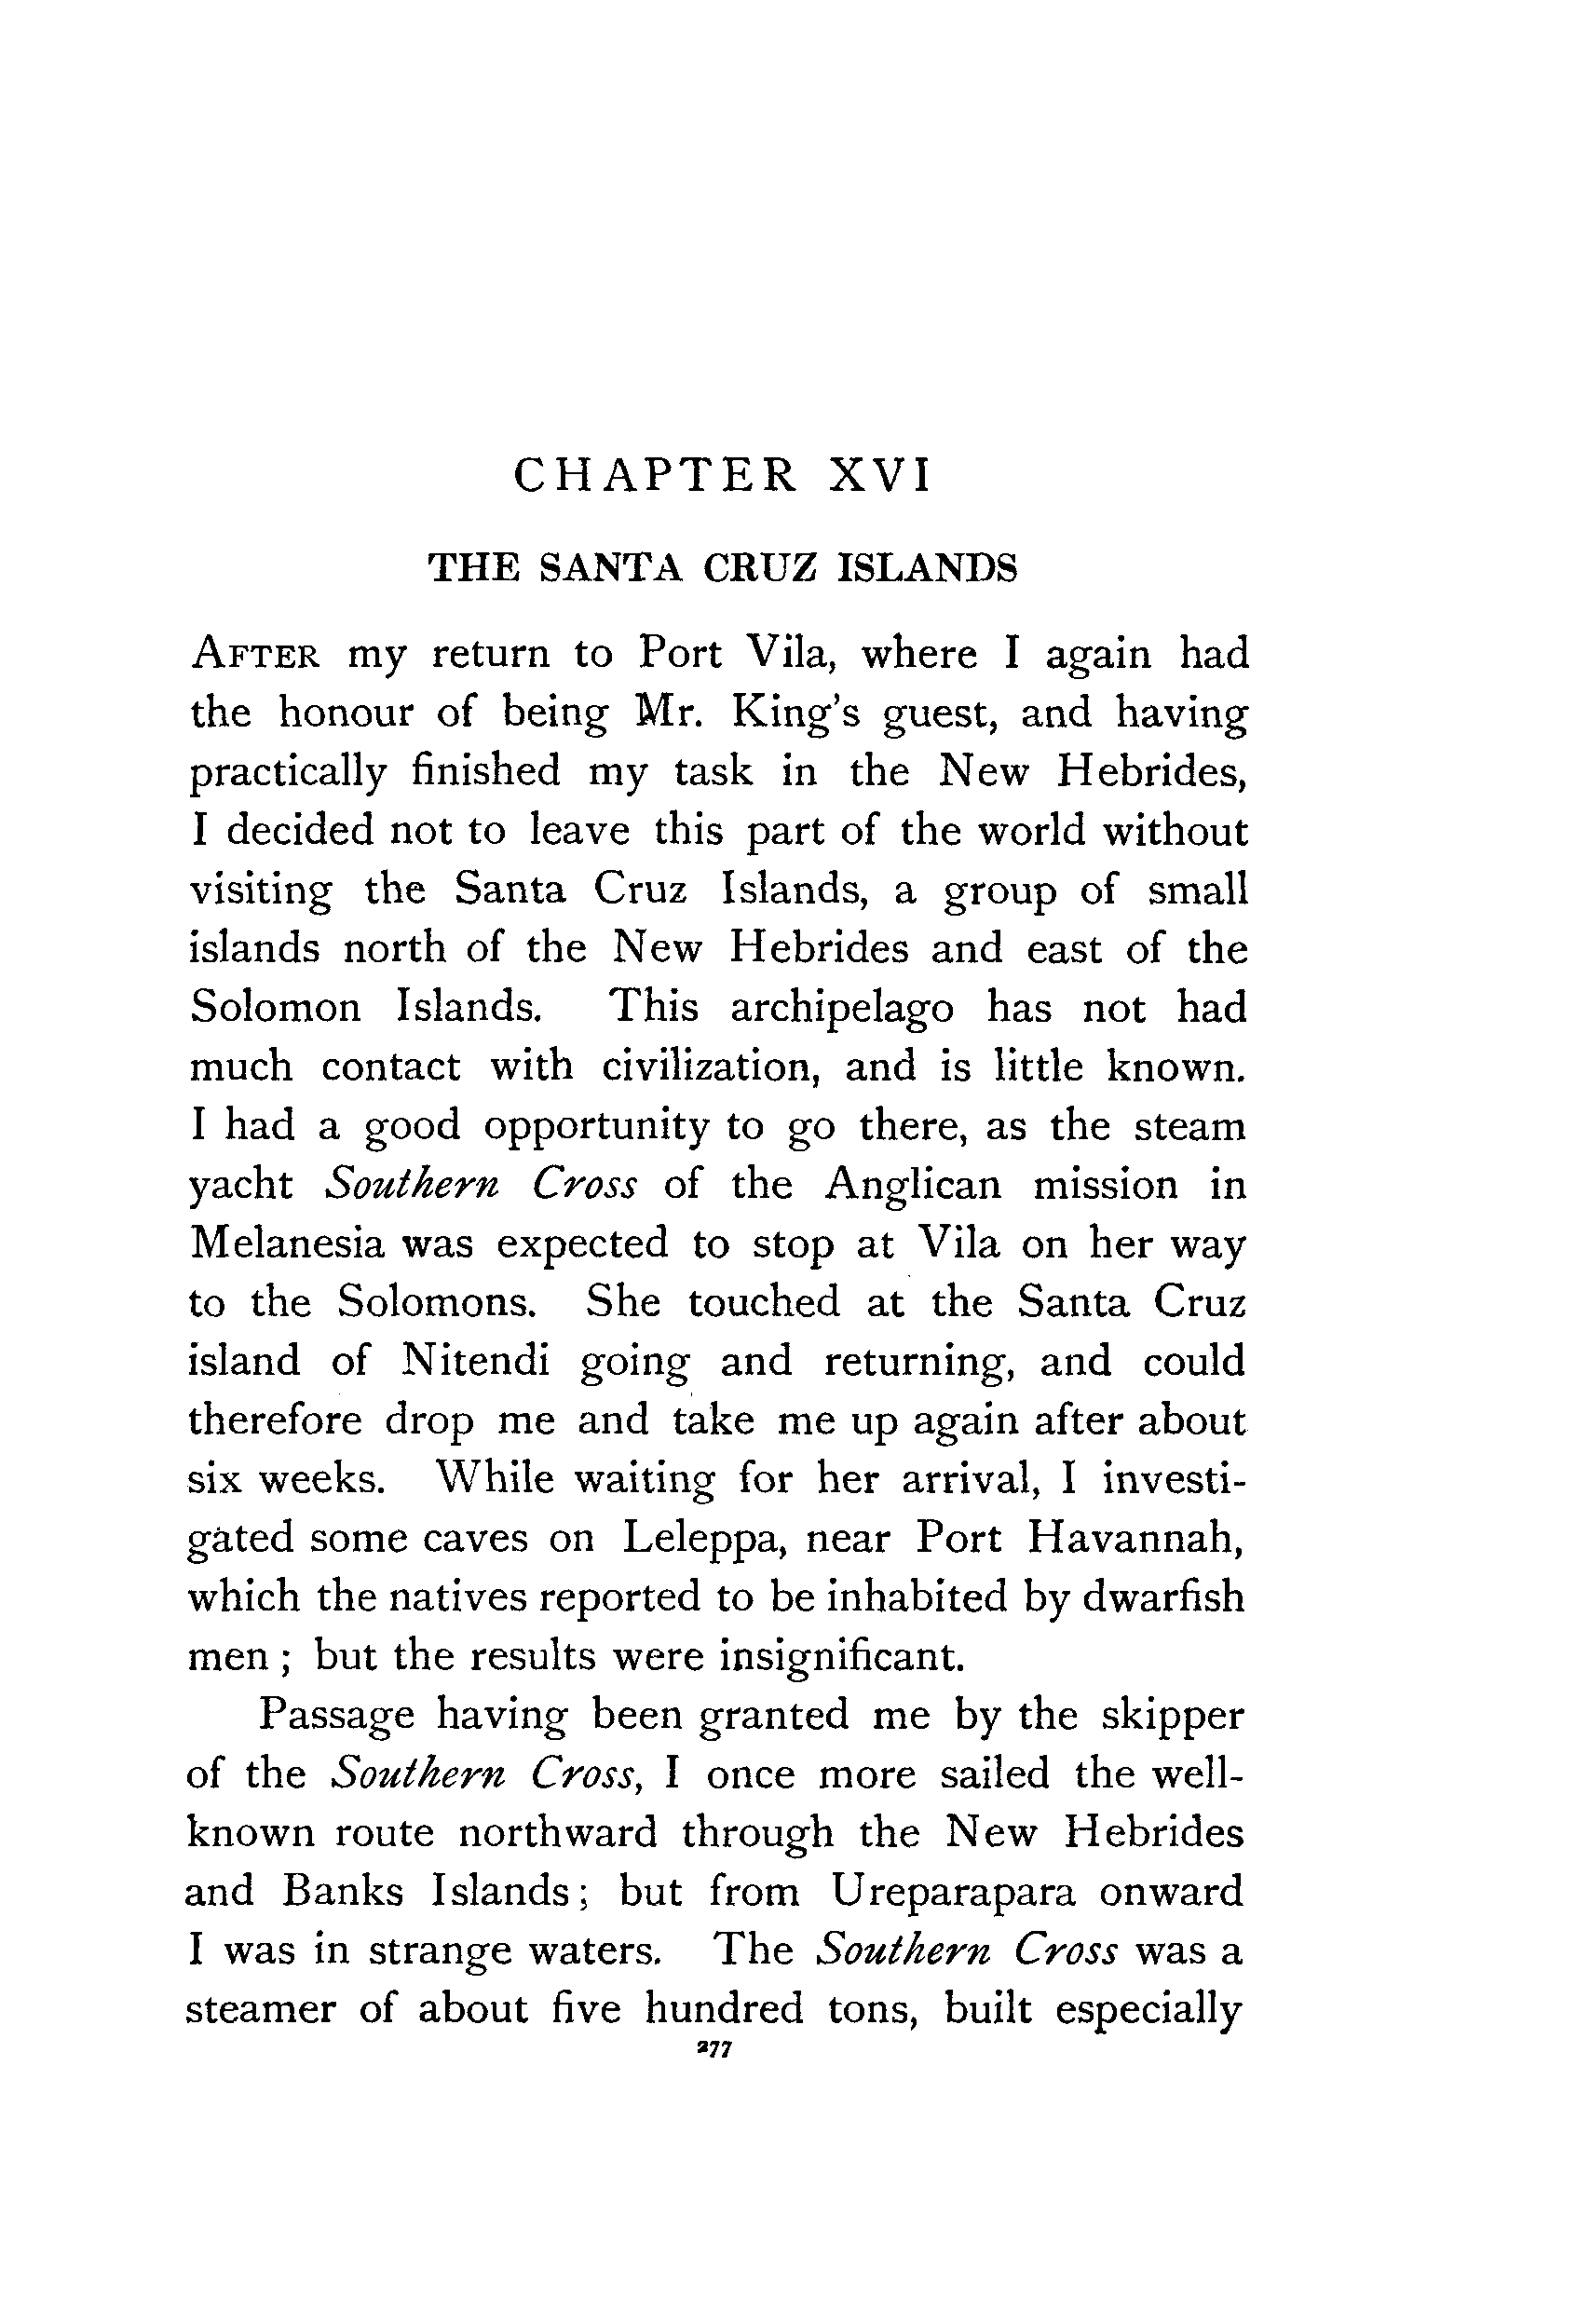 CHAPTER XVI
THE SANTA CRUZ ISLANDS
AFTER my return to Port Vila, where I again had
the honour of being Mr. King's guest, and having
practically finished my task in the New Hebrides,
I decided not to leave this part of the world without
visiting the Santa Cruz Islands, a group of small
islands north of the New Hebrides and east of the
Solomon Islands. This archipelago has not had
much contact with civilization, and is little known.
I had a good opportunity to go there, as the steam
yacht Southern Cross of the Anglican mission in
Melanesia was expected to stop at Vila on her way
to the Solomons. She touched at the Santa Cruz
island of Nitendi going and returning, and could
therefore drop me and take me up again after about
six weeks. While waiting for her arrival, I investi-
gated some caves on Leleppa, near Port Havannah,
which the natives reported to be inhabited by dwarfish
men ; but the results were insignificant.
Passage having been granted me by the skipper
of the Southern Cross, I once more sailed the well-
known route northward through the New Hebrides
and Banks Islands; but from Ureparapara onward
I was in strange waters. The Southern Cross was a
steamer of about five hundred tons, built especially
277